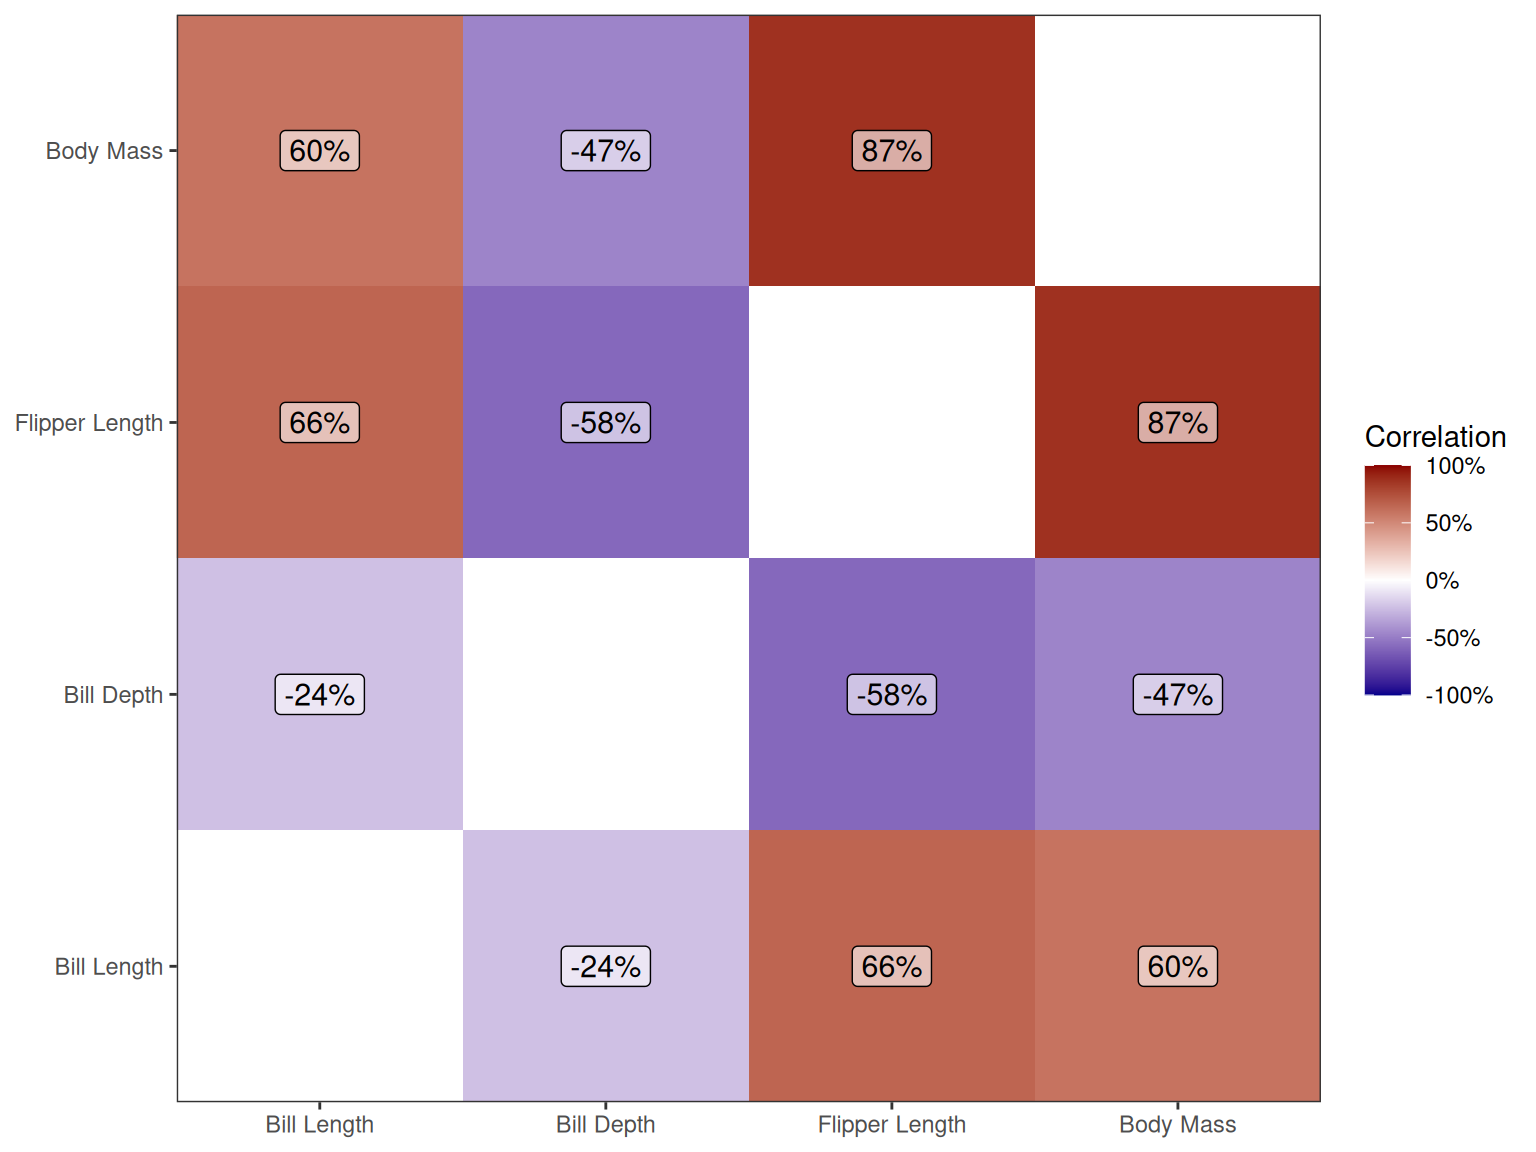 Body Mass
60%
-47%
87%
Flipper Length
66%
-58%
87%
Bill Depth
-24%
-58%
-47%
Bill Length
-24%
66%
60%
Bill Length
Bill Depth
Flipper Length
Body Mass
Correlation
100%
50%
0%
-50%
-100%